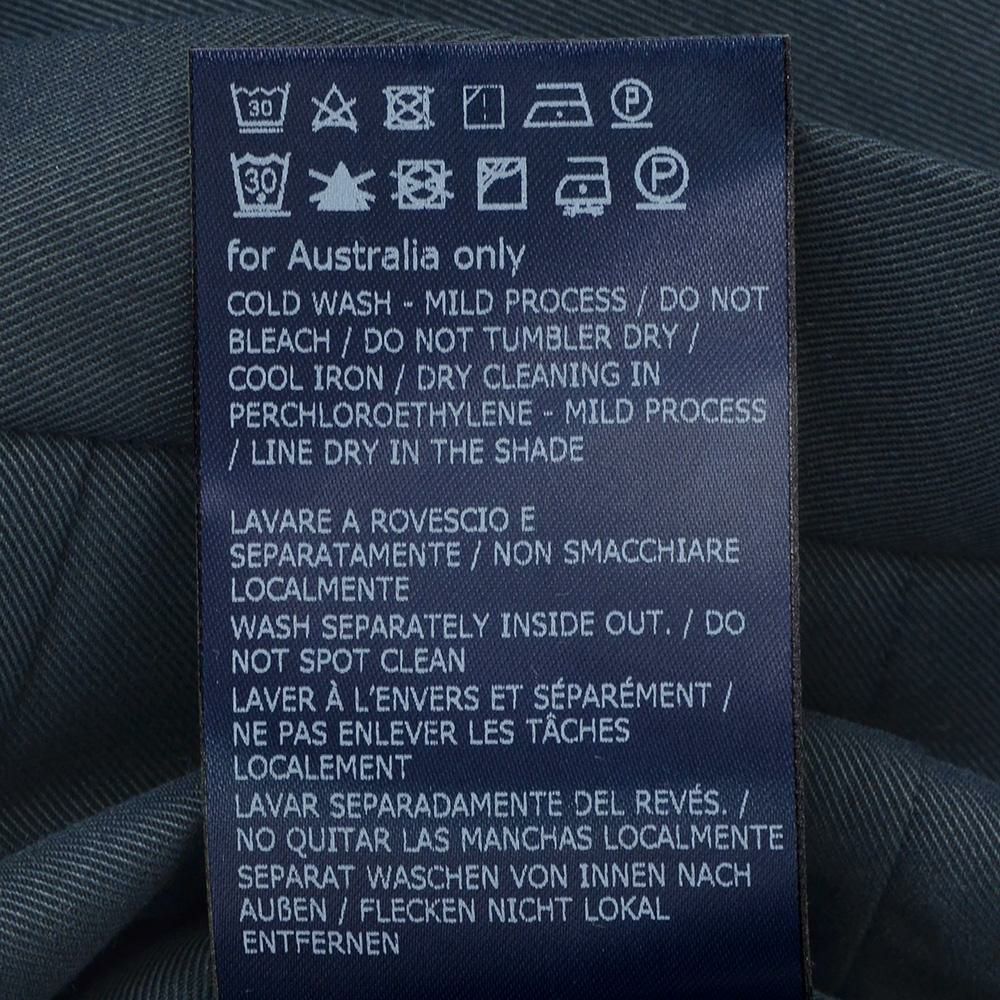 30 P
30 P
for Australia only
COLD WASH - MILD PROCESS / DO NOT
BLEACH / DO NOT TUMBLER DRY /
COOL IRON / DRY CLEANING IN
PERCHLOROETHYLENE - MILD PROCESS
/ LINE DRY IN THE SHADE
LAVARE A ROVESCIO E
SEPARATAMENTE / NON SMACCHIARE
LOCALMENTE
WASH SEPARATELY INSIDE OUT. / DO
NOT SPOT CLEAN
LAVER À L'ENVERS ET SÉPARÉMENT /
NE PAS ENLEVER LES TÂCHES
LOCALEMENT
LAVAR SEPARADAMENTE DEL REVÉS. /
NO QUITAR LAS MANCHAS LOCALMENTE
SEPARAT WASCHEN VON INNEN NACH
AUßEN / FLECKEN NICHT LOKAL
ENTFERNEN